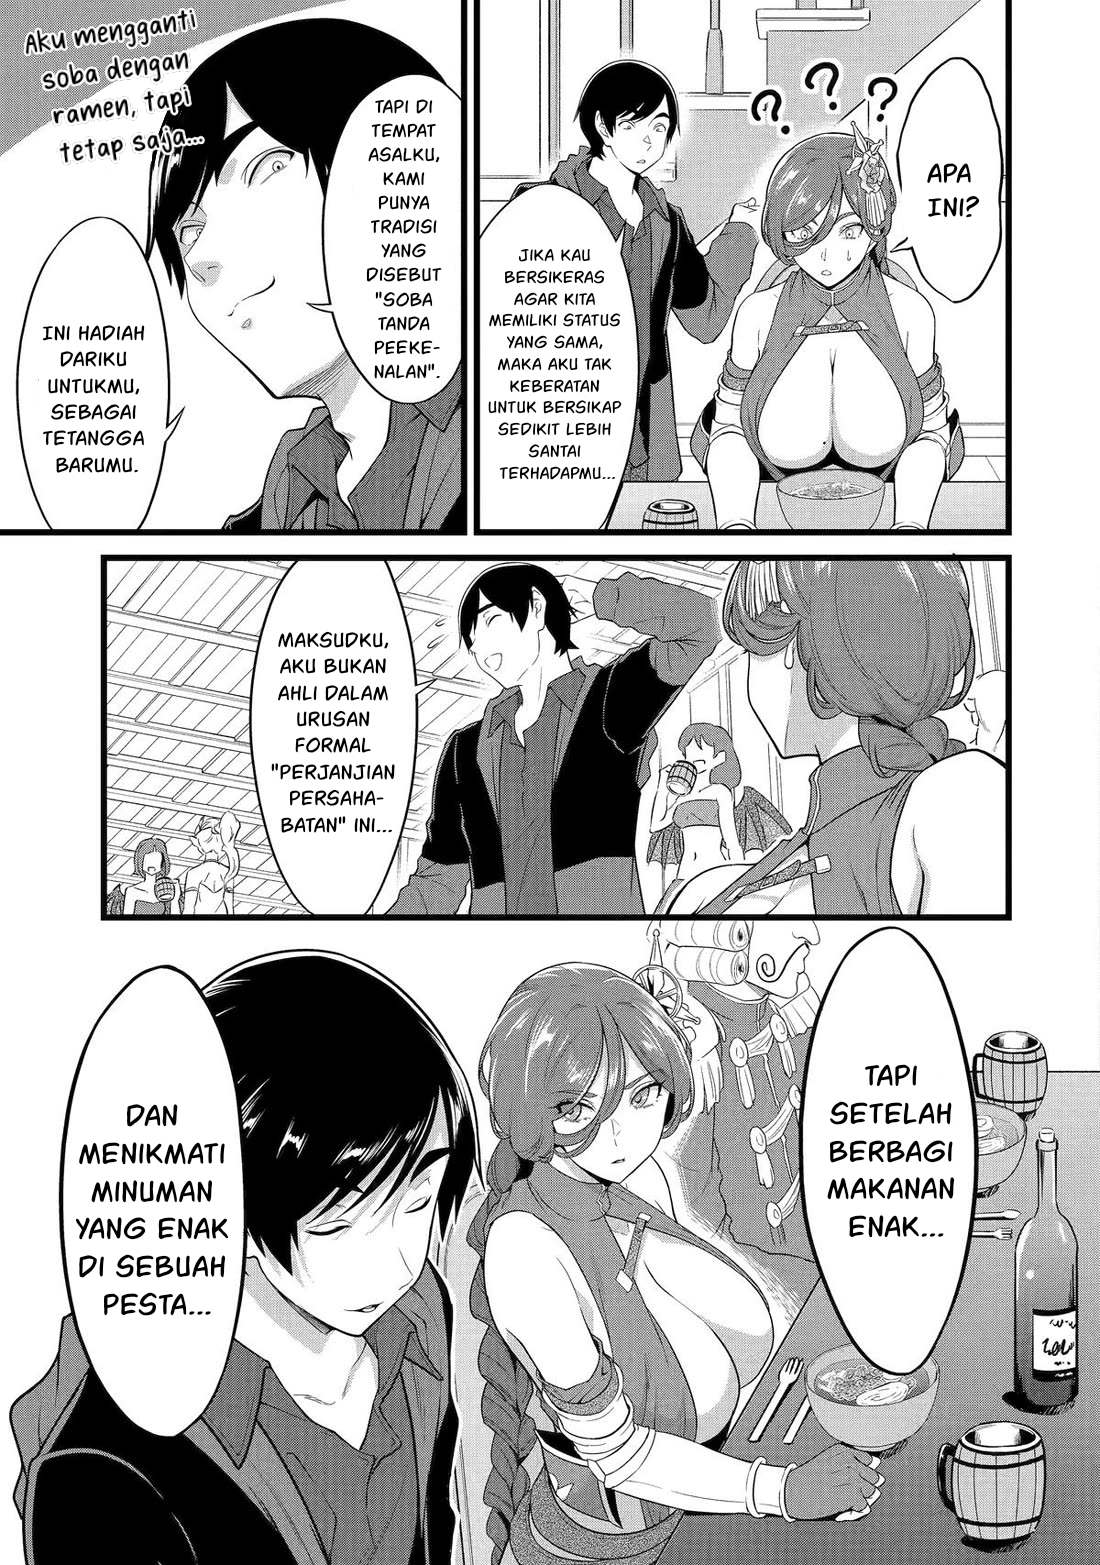 APA
INI?
JIKA KAU
BERSIKERAS
AGAR KITA
MEMILIKI STATUS
YANG SAMA,
MAKA AKU TAK
KEBERATAN
UNTUK BERSIKAP
SEDIKIT LEBIH
SANTAI
TERHADAPMU...
? ? ?
TAPI DI
TEMPAT
ASALKU,
KAMI
PUNYA
TRADISI
YANG
DISEBUT
"SOBA
TANDA
PEEKE-
NALAN".
Aku mengganti
soba dengan
ramen, tapi
tetap saja...
INI HADIAH
DARIKU
UNTUKMU,
SEBAGAI
TETANGGA
BARUMU.
MAKSUDKU,
AKU BUKAN
AHLI DALAM
URUSAN
FORMAL
"PERJANJIAN
PERSAHA-
BATAN" INI...
TAPI
SETELAH
BERBAGI
MAKANAN
ENAK...
DAN
MENIKMATI
MINUMAN
YANG ENAK
DI SEBUAH
PESTA...